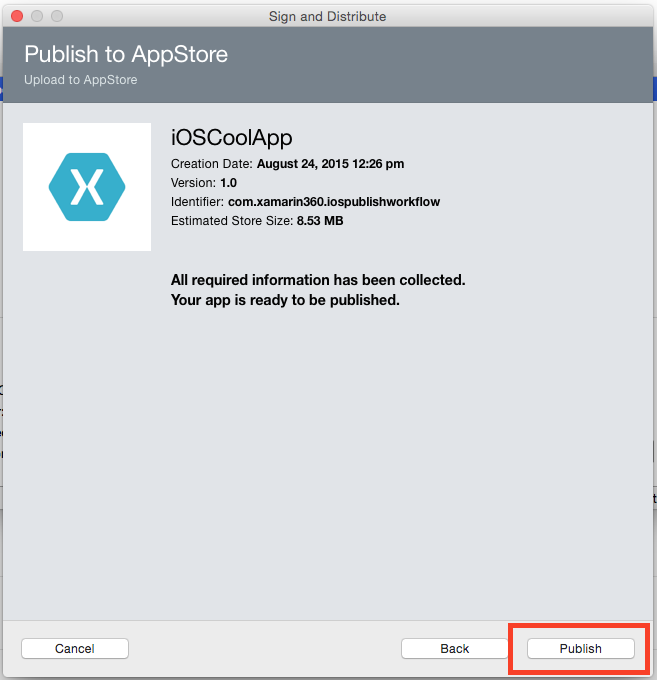 Sign and Distribute
Publish to AppStore
Upload to AppStore
iOSCoolApp
Creation Date: August 24, 2015 12:26 pm
Version: 1.0
Identifier: com.xamarin360.iospublishworkflow
Estimated Store Size: 8.53 MB
All required information has been collected.
Your app is ready to be published.
Cancel
Back
Publish